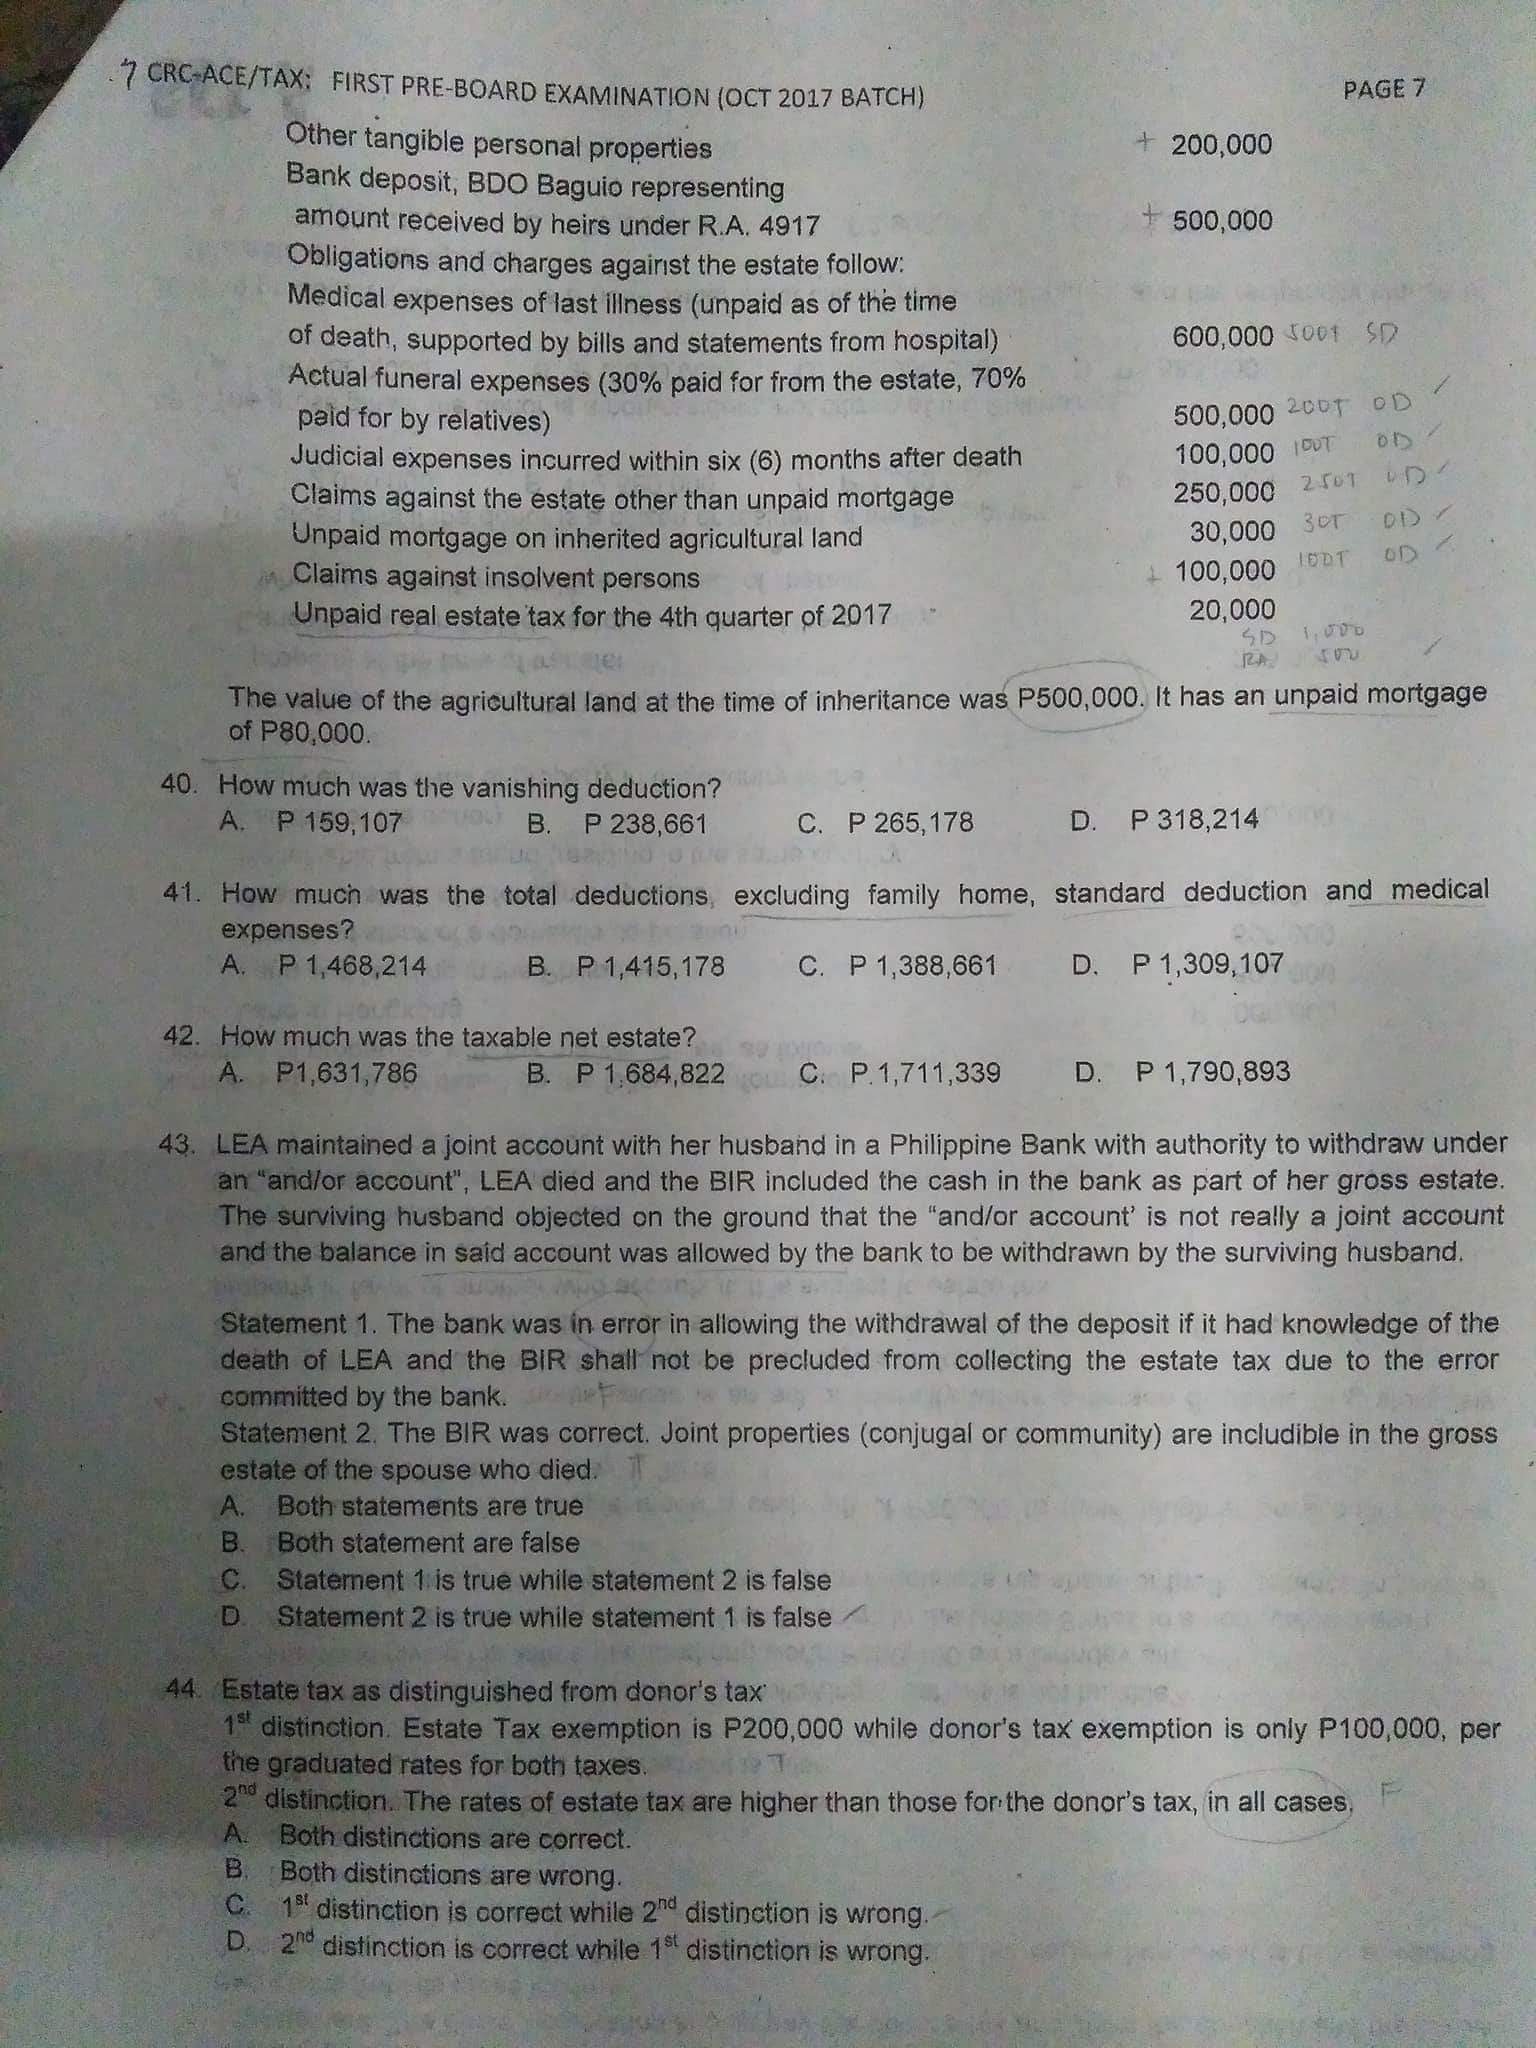 7 CRC-ACE/TAX: FIRST PRE-BOARD EXAMINATION (OCT 2017 BATCH) PAGE 7
Other tangible personal properties + 200,000
Bank deposit, BDO Baguio representing
amount received by heirs under R.A. 4917 + 500,000
Obligations and charges against the estate follow:
Medical expenses of last illness (unpaid as of the time
of death, supported by bills and statements from hospital) 600,000 500T SD
Actual funeral expenses (30% paid for from the estate, 70%
paid for by relatives) 500,000 200T OD
Judicial expenses incurred within six (6) months after death 100,000 100T OD
Claims against the estate other than unpaid mortgage 250,000 250T OD
Unpaid mortgage on inherited agricultural land 30,000 30T OD
Claims against insolvent persons 100,000 100T OD
Unpaid real estate tax for the 4th quarter of 2017 20,000
SD 1,000
RA 500
The value of the agricultural land at the time of inheritance was P500,000. It has an unpaid mortgage
of P80,000.
40. How much was the vanishing deduction?
A. P 159,107 B. P 238,661 C. P 265,178 D. P 318,214
41. How much was the total deductions, excluding family home, standard deduction and medical
expenses?
A. P 1,468,214 B. P 1,415,178 C. P 1,388,661 D. P 1,309,107
42. How much was the taxable net estate?
A. P1,631,786 B. P 1,684,822 C. P.1,711,339 D. P 1,790,893
43. LEA maintained a joint account with her husband in a Philippine Bank with authority to withdraw under
an "and/or account", LEA died and the BIR included the cash in the bank as part of her gross estate.
The surviving husband objected on the ground that the "and/or account' is not really a joint account
and the balance in said account was allowed by the bank to be withdrawn by the surviving husband.
Statement 1. The bank was in error in allowing the withdrawal of the deposit if it had knowledge of the
death of LEA and the BIR shall not be precluded from collecting the estate tax due to the error
committed by the bank. F
Statement 2. The BIR was correct. Joint properties (conjugal or community) are includible in the gross
estate of the spouse who died. T
A. Both statements are true
B. Both statement are false
C. Statement 1 is true while statement 2 is false
D. Statement 2 is true while statement 1 is false
44. Estate tax as distinguished from donor's tax
1st distinction. Estate Tax exemption is P200,000 while donor's tax exemption is only P100,000, per
the graduated rates for both taxes. T
2nd distinction. The rates of estate tax are higher than those for the donor's tax, in all cases. F
A. Both distinctions are correct.
B. Both distinctions are wrong.
C. 1st distinction is correct while 2nd distinction is wrong.
D. 2nd distinction is correct while 1st distinction is wrong.